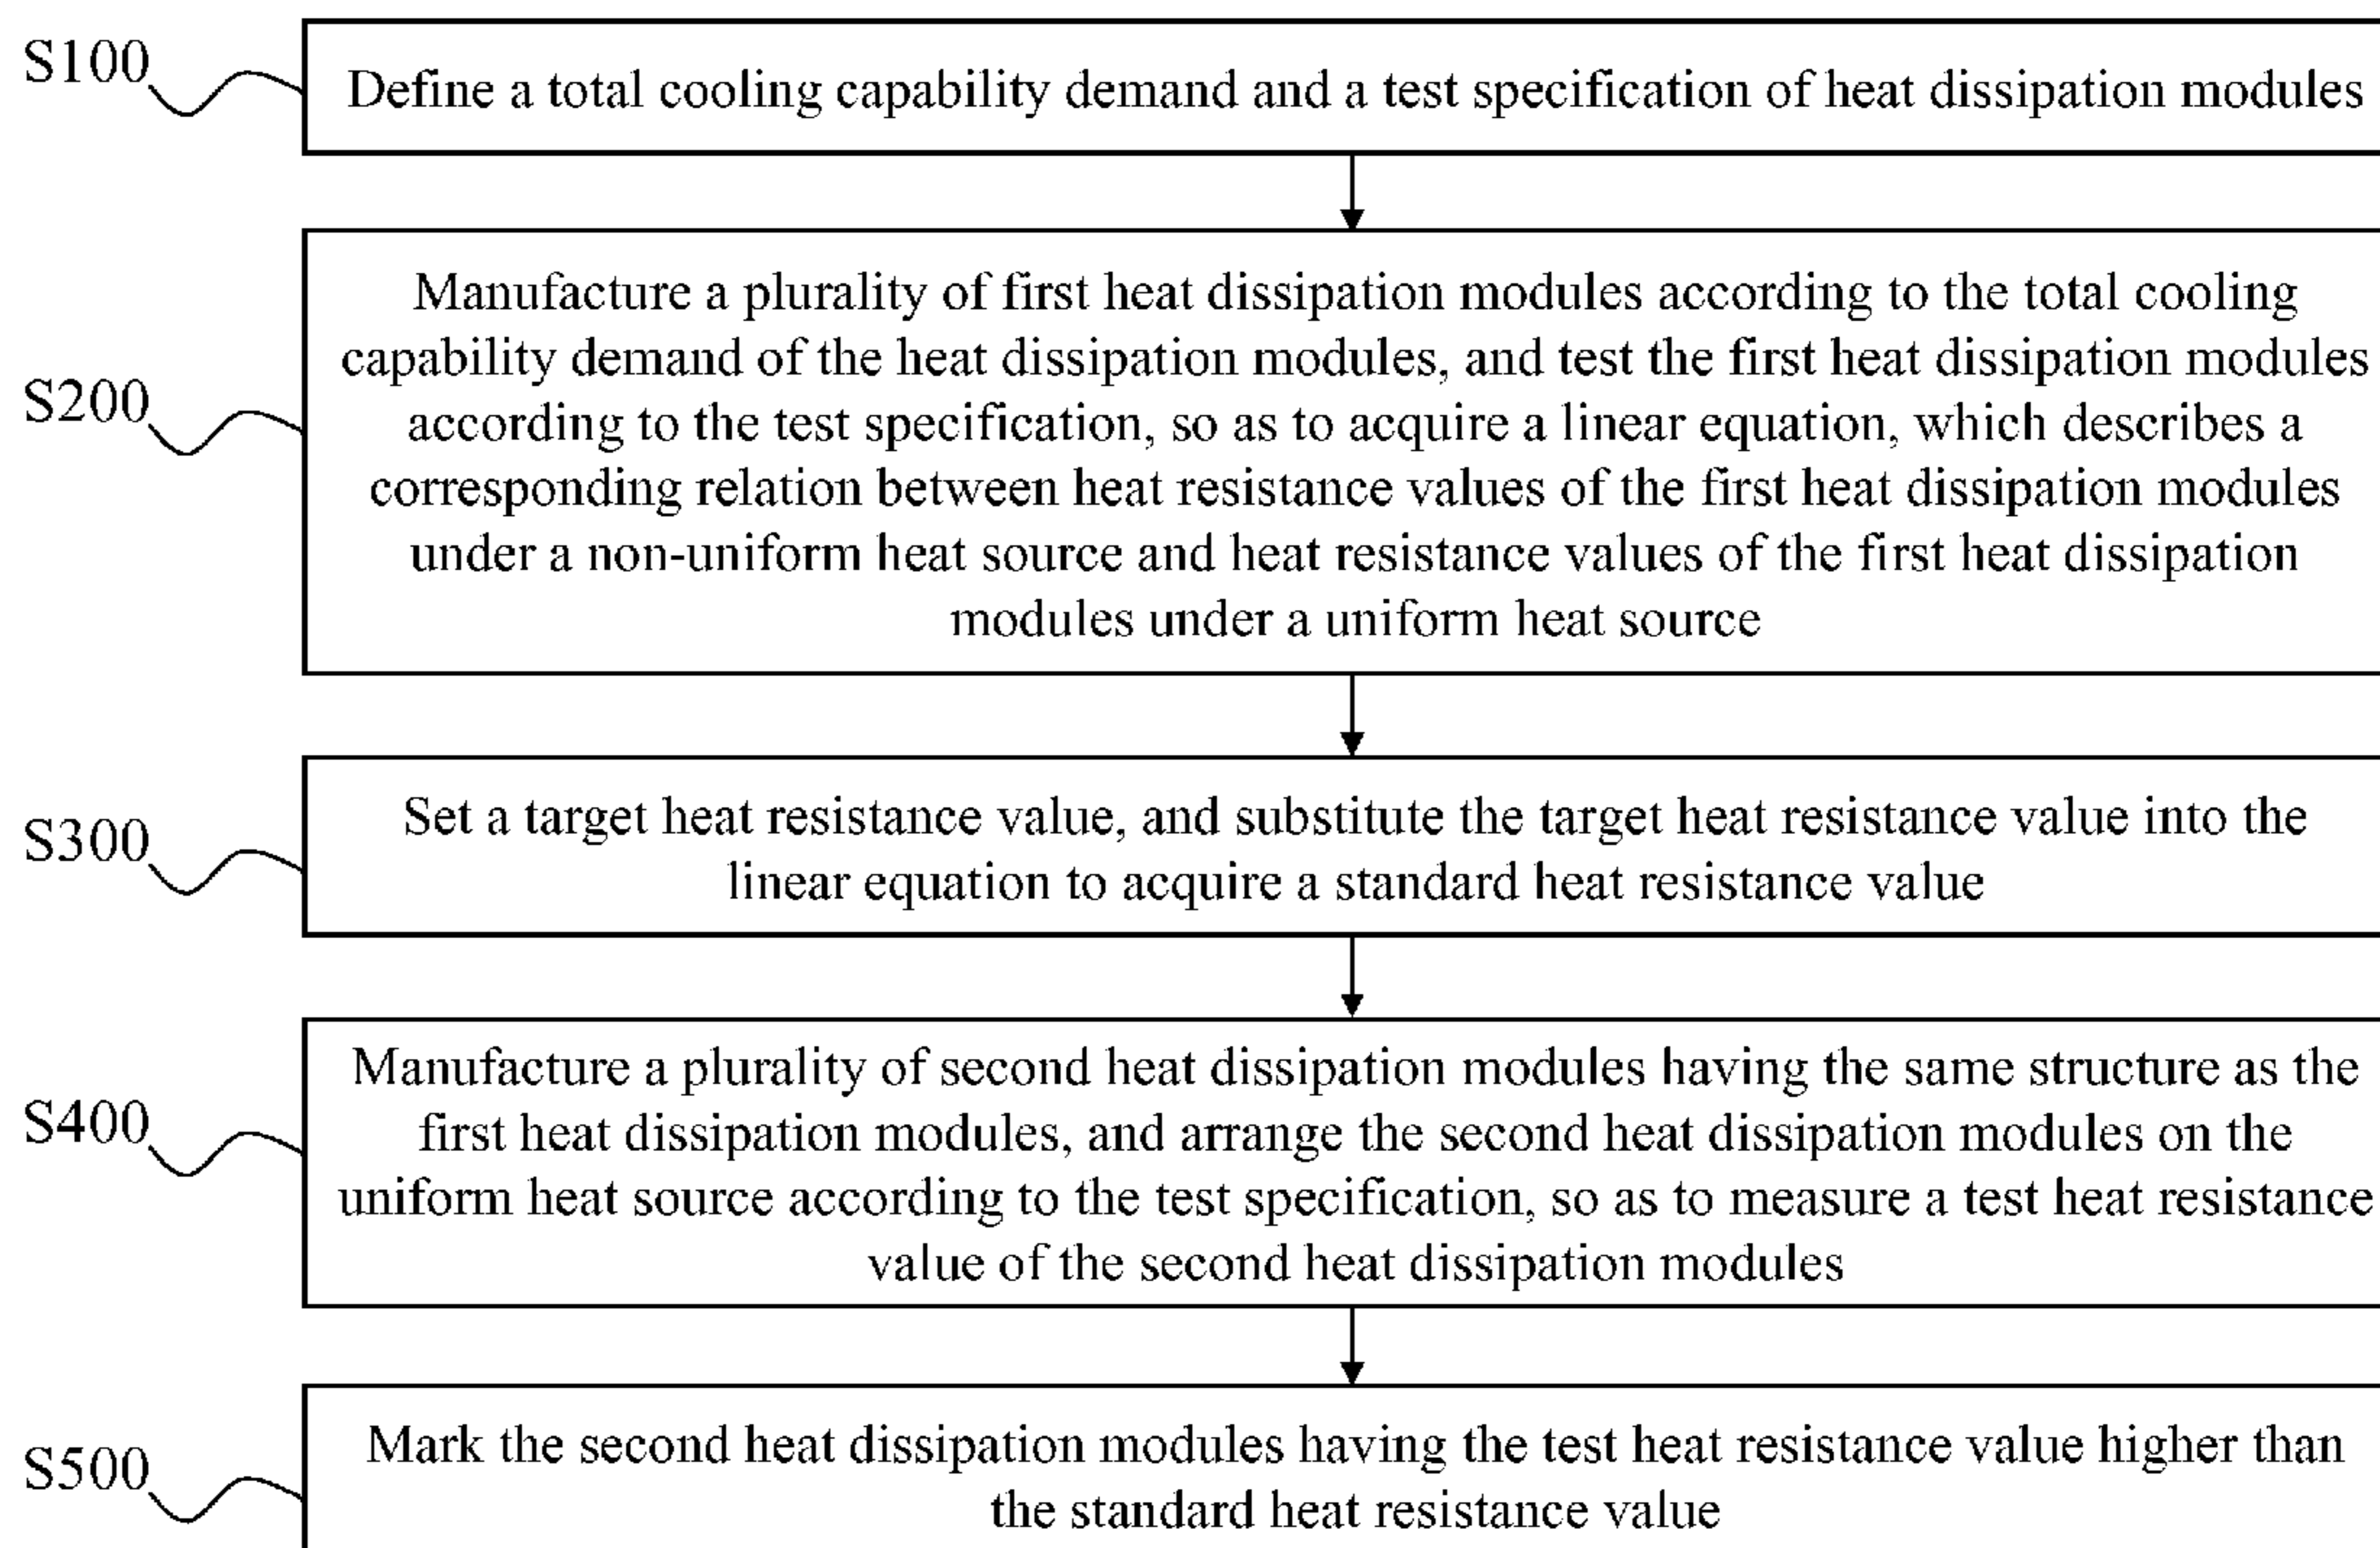 S100
Define a total cooling capability demand and a test specification of heat dissipation modules
S200
Manufacture a plurality of first heat dissipation modules according to the total cooling
capability demand of the heat dissipation modules, and test the first heat dissipation modules
according to the test specification, so as to acquire a linear equation, which describes a
corresponding relation between heat resistance values of the first heat dissipation modules
under a non-uniform heat source and heat resistance values of the first heat dissipation
modules under a uniform heat source
S300
Set a target heat resistance value, and substitute the target heat resistance value into the
linear equation to acquire a standard heat resistance value
S400
Manufacture a plurality of second heat dissipation modules having the same structure as the
first heat dissipation modules, and arrange the second heat dissipation modules on the
uniform heat source according to the test specification, so as to measure a test heat resistance
value of the second heat dissipation modules
S500
Mark the second heat dissipation modules having the test heat resistance value higher than
the standard heat resistance value